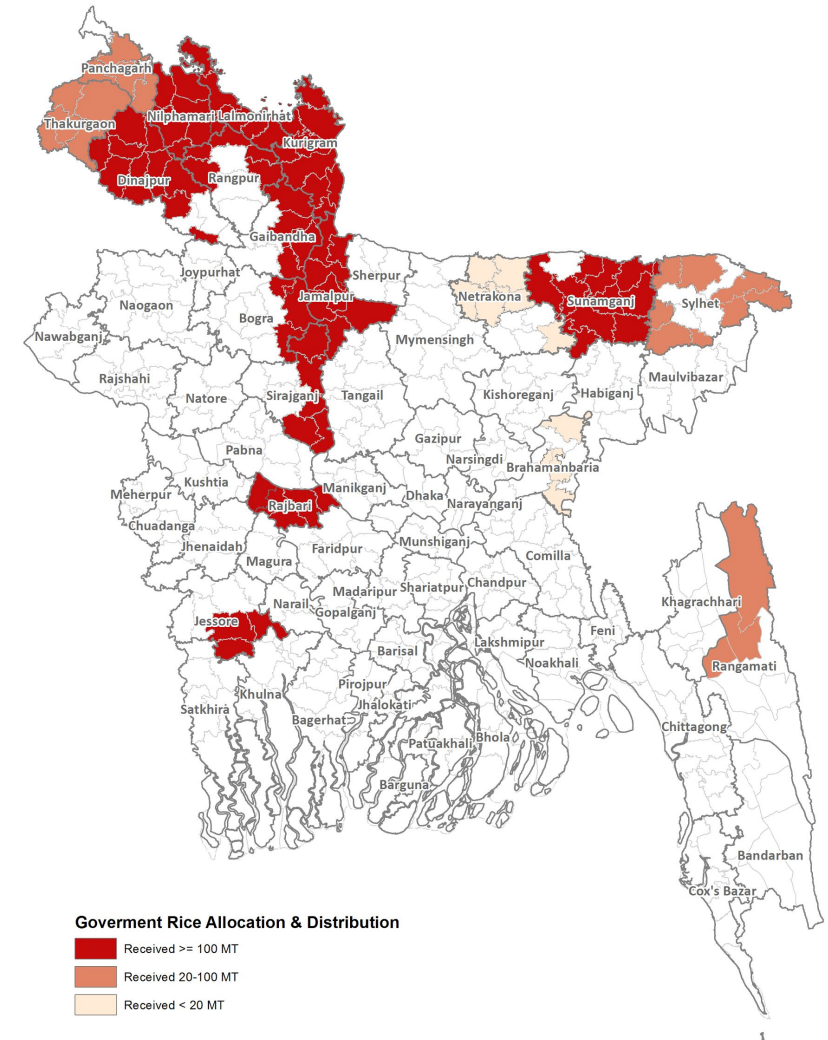 Panchagarh
Thakurgaon
Nilphamari
Lalmonirhat
Kurigram
Dinajpur
Rangpur
Gaibandha
Joypurhat
Sherpur
Naogaon
Jamalpur
Netrakona
Sunamganj
Sylhet
Bogra
Nawabganj
Mymensingh
Rajshahi
Natore
Sirajganj
Tangail
Kishoreganj
Habiganj
Maulvibazar
Gazipur
Pabna
Narsingdi
Brahamanbaria
Kushtia
Manikganj
Meherpur
Rajbari
Dhaka
Narayanganj
Chuadanga
Jhenaidah
Faridpur
Munshiganj
Magura
Comilla
Madaripur
Shariatpur
Chandpur
Narail
Gopalganj
Khagrachhari
Jessore
Feni
Lakshmipur
Barisal
Noakhali
Rangamati
Pirojpur
Khulna
Jhalokati
Satkhira
Bagerhat
Chittagong
Bhola
Patuakhali
Barguna
Bandarban
Cox's Bazar
Goverment Rice Allocation & Distribution
Received >= 100 MT
Received 20-100 MT
Received < 20 MT